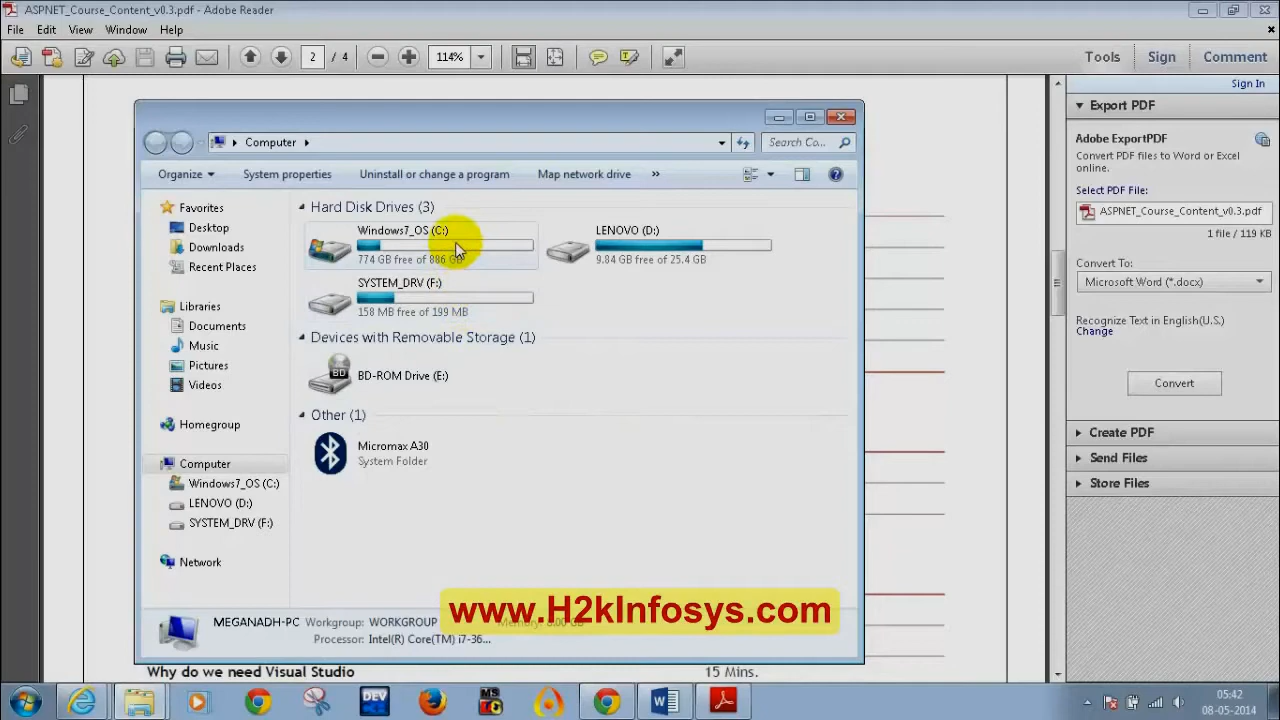 ASPNET_Course_Content_v0.3.pdf - Adobe Reader
File Edit View Window Help
2 / 4 114% Tools Sign Comment
Sign In
Export PDF
Adobe ExportPDF
Convert PDF files to Word or Excel
online.
Select PDF File:
ASPNET_Course_Content_v0.3.pdf
1 file / 119 KB
Convert To:
Microsoft Word (*.docx)
Recognize Text in English(U.S.)
Change
Convert
Create PDF
Send Files
Store Files
Computer
Search Co...
Organize System properties Uninstall or change a program Map network drive »
Favorites
Desktop
Downloads
Recent Places
Libraries
Documents
Music
Pictures
Videos
Homegroup
Computer
Windows7_OS (C:)
LENOVO (D:)
SYSTEM_DRV (F:)
Network
Hard Disk Drives (3)
Windows7_OS (C:)
774 GB free of 886 GB
LENOVO (D:)
9.84 GB free of 25.4 GB
SYSTEM_DRV (F:)
158 MB free of 199 MB
Devices with Removable Storage (1)
BD
BD-ROM Drive (E:)
Other (1)
Micromax A30
System Folder
www.H2kInfosys.com
MEGANADH-PC Workgroup: WORKGROUP Memory: 8.00 GB
Processor: Intel(R) Core(TM) i7-36...
Why do we need Visual Studio 15 Mins.
DEV
MS
05:42
08-05-2014